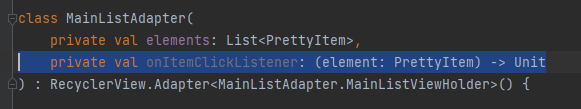 class MainListAdapter(
    private val elements: List<PrettyItem>,
    private val onItemClickListener: (element: PrettyItem) -> Unit
) : RecyclerView.Adapter<MainListAdapter.MainListViewHolder>() {